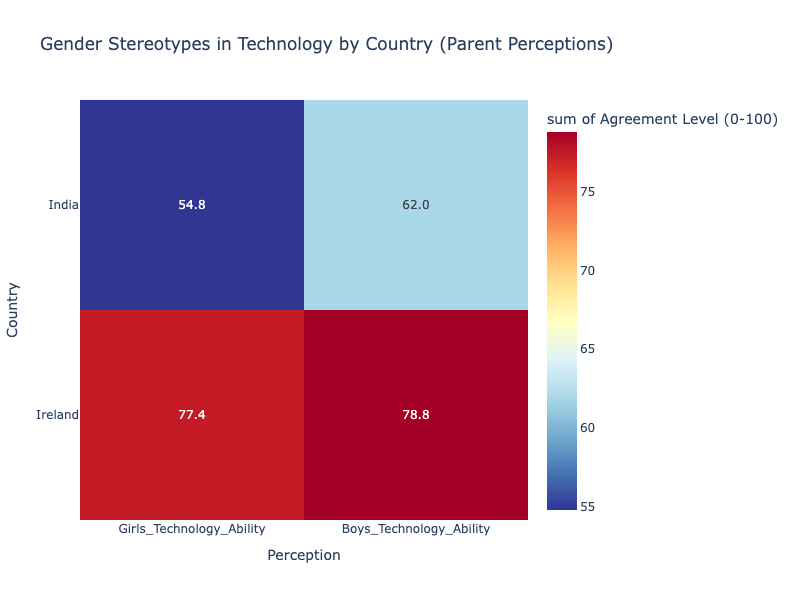 Gender Stereotypes in Technology by Country (Parent Perceptions)
sum of Agreement Level (0-100)
75
70
65
60
55
Country
India
54.8
62.0
Ireland
77.4
78.8
Girls_Technology_Ability
Boys_Technology_Ability
Perception